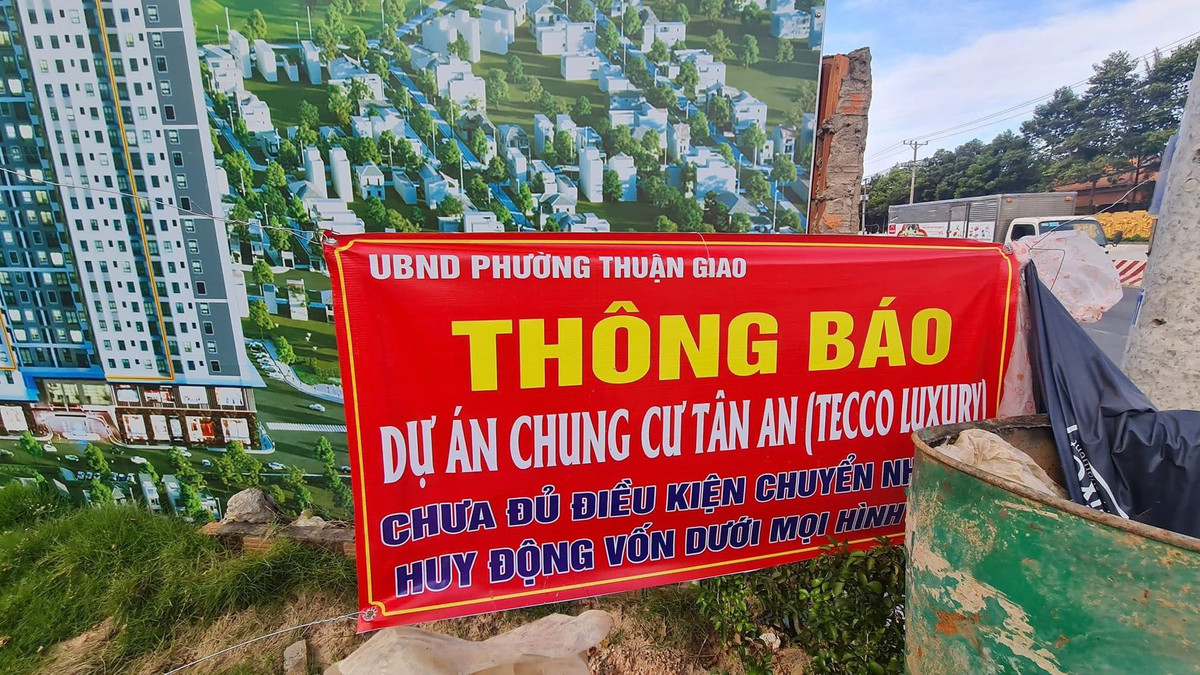 UBND PHƯỜNG THUẬN GIAO
THÔNG BÁO
DỰ ÁN CHUNG CƯ TÂN AN (TECCO LUXURY)
CHƯA ĐỦ ĐIỀU KIỆN CHUYỂN
HUY ĐỘNG VỐN DƯỚI MỌI HÌNH